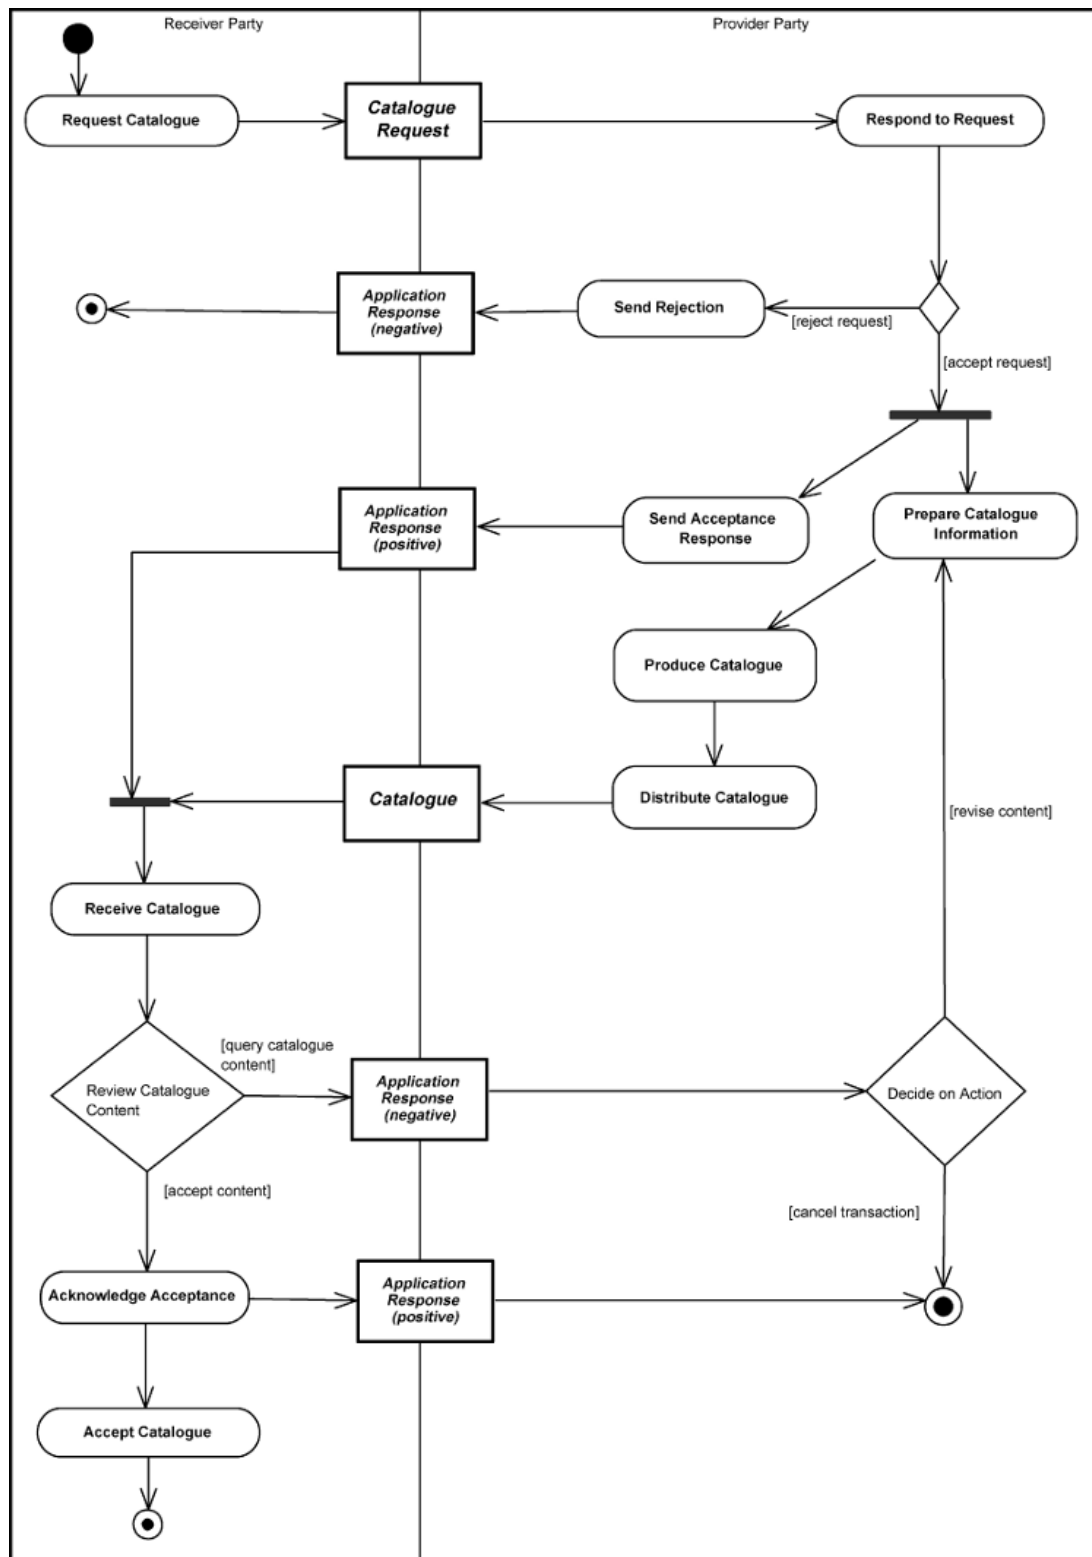 Receiver Party
Provider Party
Request Catalogue
Catalogue
Request
Respond to Request
Application
Response
(negative)
Send Rejection
[reject request]
[accept request]
Application
Response
(positive)
Send Acceptance
Response
Prepare Catalogue
Information
Produce Catalogue
Catalogue
Distribute Catalogue
[revise content]
Receive Catalogue
[query catalogue
content]
Review Catalogue
Content
Application
Response
(negative)
Decide on Action
[accept content]
[cancel transaction]
Acknowledge Acceptance
Application
Response
(positive)
Accept Catalogue